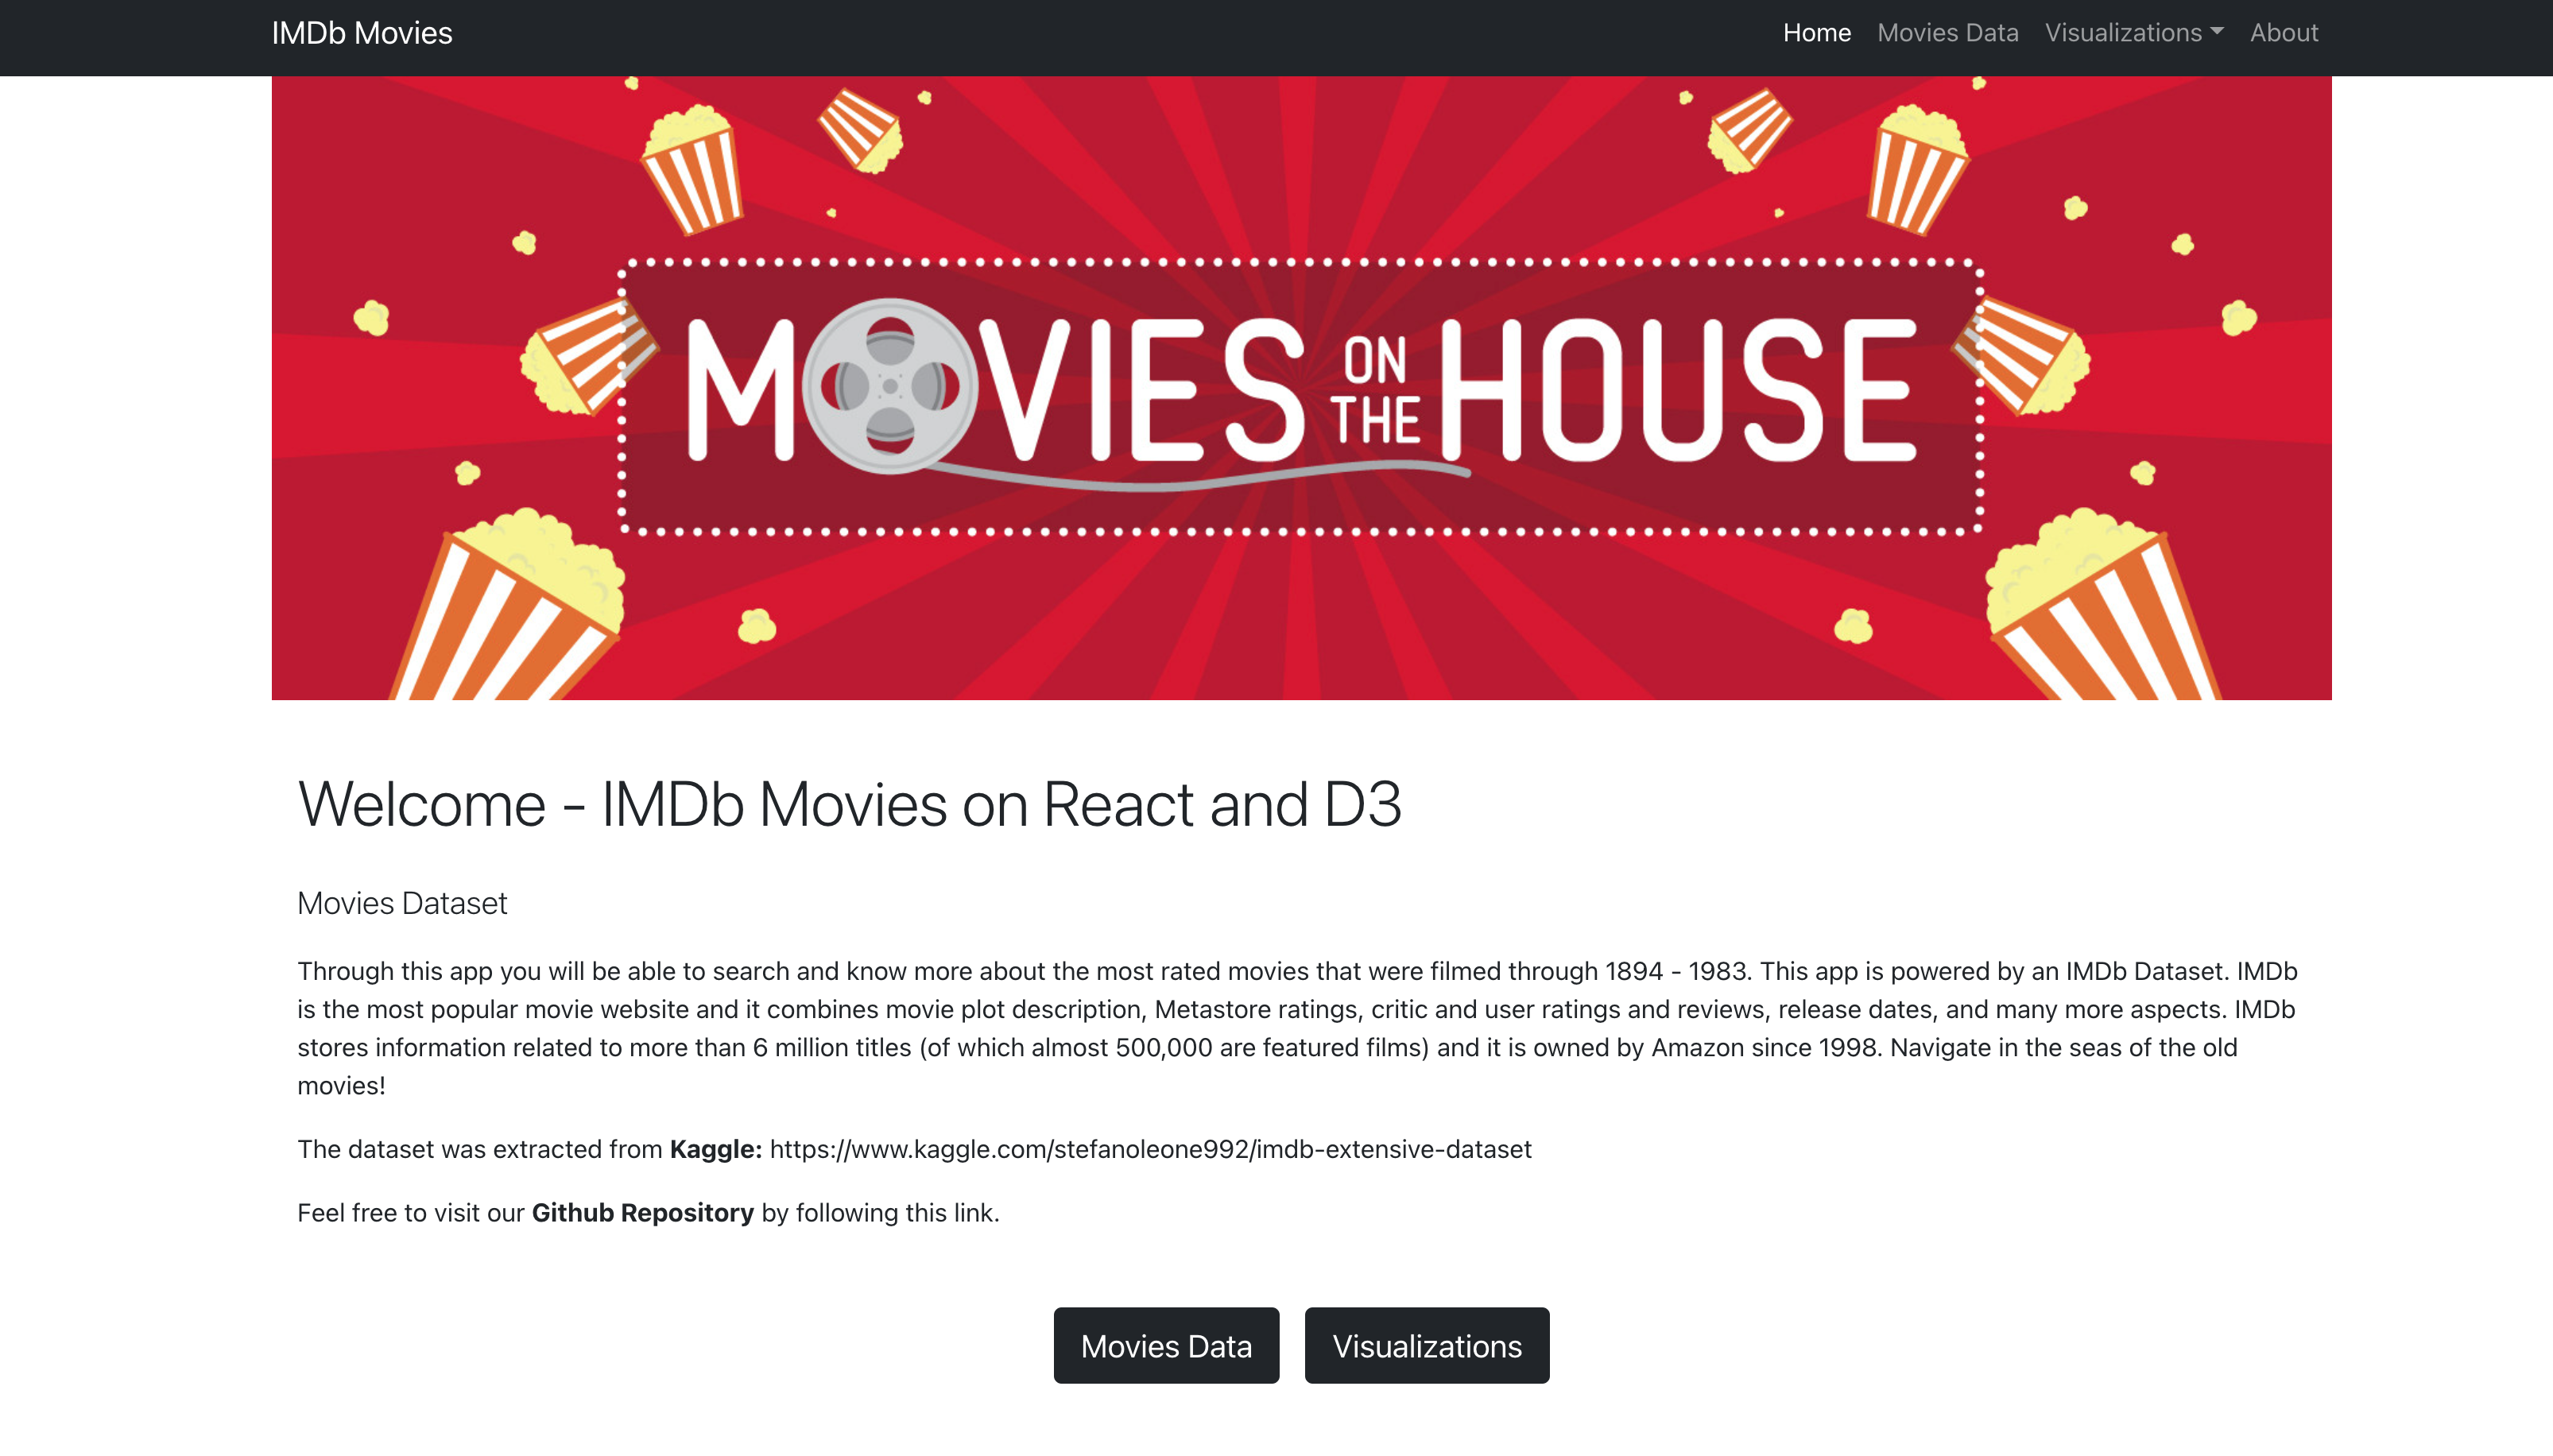 IMDb Movies
Home Movies Data Visualizations About
MOVIES ON THE HOUSE
Welcome - IMDb Movies on React and D3
Movies Dataset
Through this app you will be able to search and know more about the most rated movies that were filmed through 1894 - 1983. This app is powered by an IMDb Dataset. IMDb
is the most popular movie website and it combines movie plot description, Metastore ratings, critic and user ratings and reviews, release dates, and many more aspects. IMDb
stores information related to more than 6 million titles (of which almost 500,000 are featured films) and it is owned by Amazon since 1998. Navigate in the seas of the old
movies!
The dataset was extracted from Kaggle: https://www.kaggle.com/stefanoleone992/imdb-extensive-dataset
Feel free to visit our Github Repository by following this link.
Movies Data Visualizations